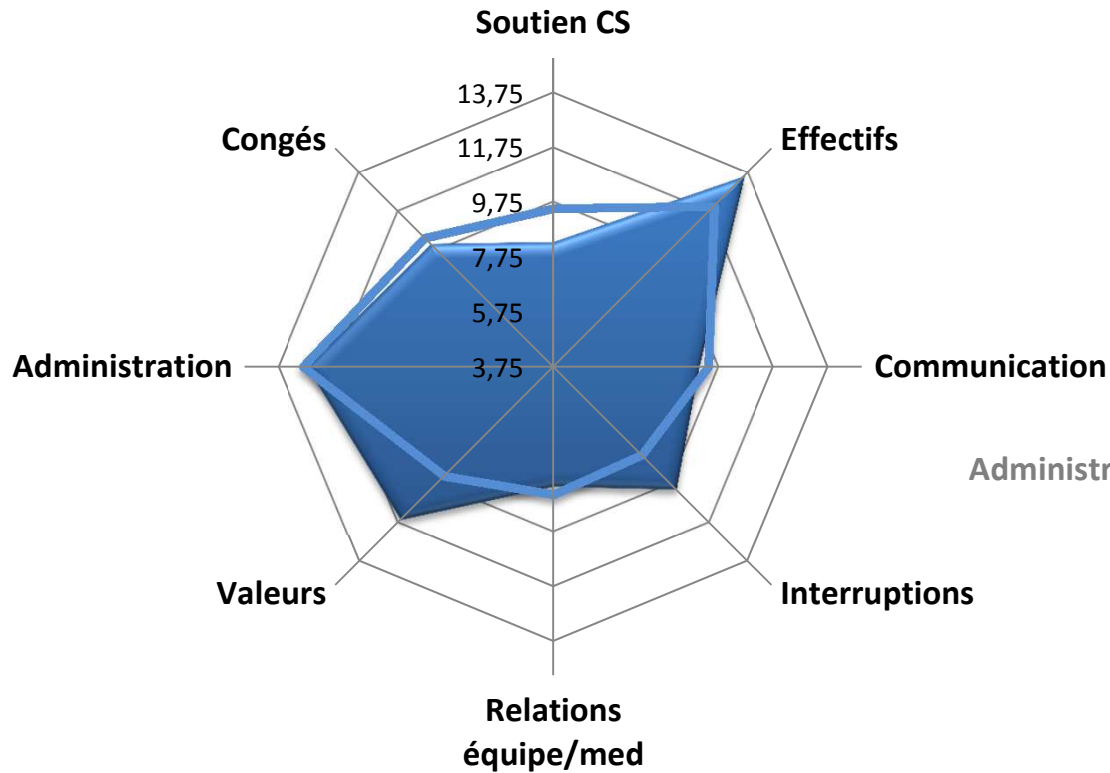 Soutien CS
13,75
11,75
9,75
7,75
5,75
3,75
Congés
Effectifs
Administration
Communication
Administr
Valeurs
Interruptions
Relations
équipe/med